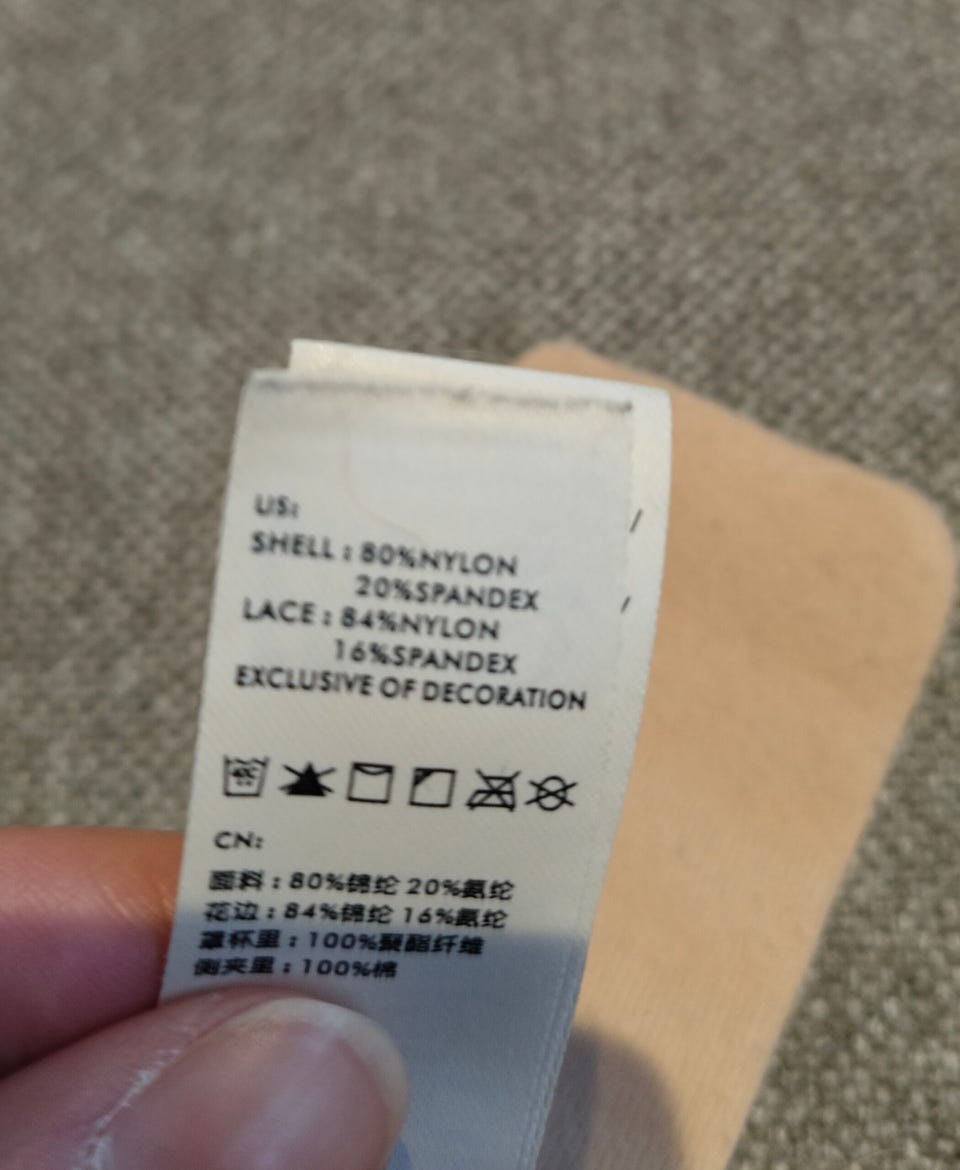 US:
SHELL : 80%NYLON
20%SPANDEX
LACE : 84%NYLON
16%SPANDEX
EXCLUSIVE OF DECORATION
CN:
面料 : 80%锦纶 20%氨纶
花边 : 84%锦纶 16%氨纶
罩杯里 : 100%聚酯纤维
侧夹里 : 100%棉